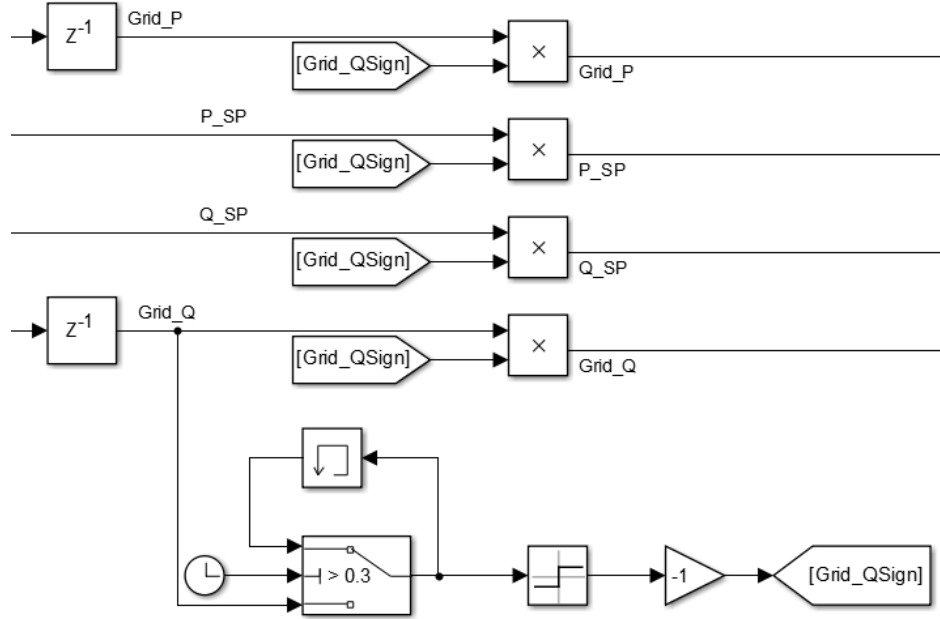 Grid_P
Z-1
[Grid_QSign]
×
Grid_P
P_SP
[Grid_QSign]
×
P_SP
Q_SP
[Grid_QSign]
×
Q_SP
Grid_Q
Z-1
[Grid_QSign]
×
Grid_Q
> 0.3
-1
[Grid_QSign]